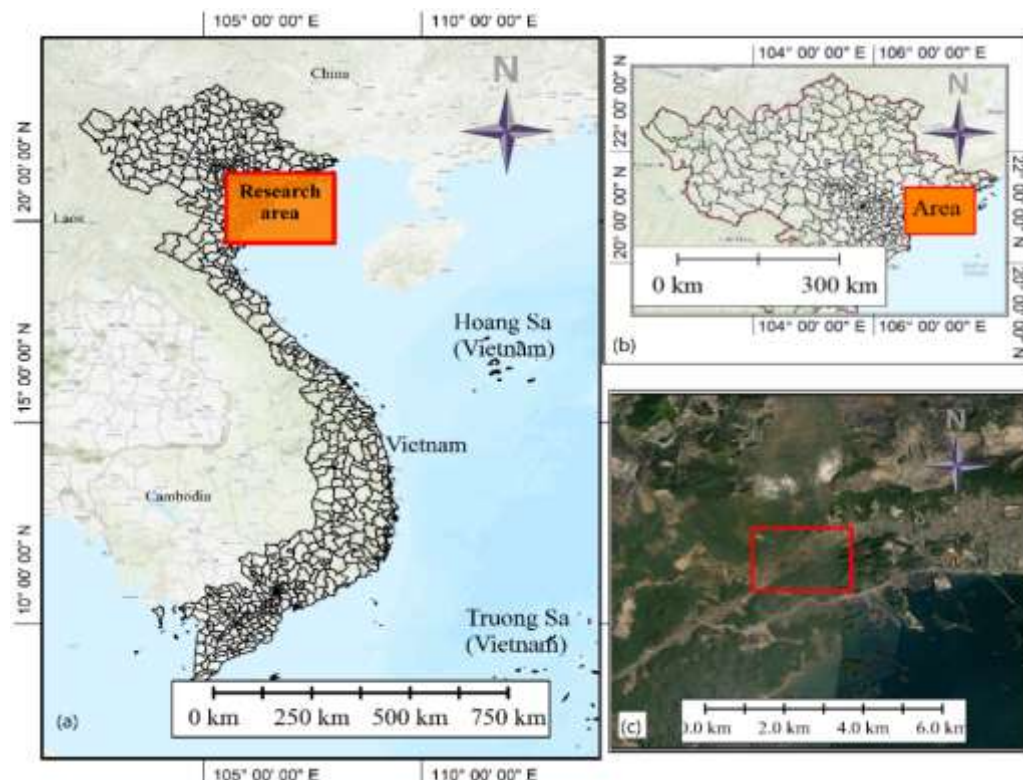 105° 00' 00" E
110° 00' 00" E
China
N
20° 00' 00" N
Research
area
Laos
Hoang Sa
(Vietnam)
15° 00' 00" N
Vietnam
Cambodia
10° 00' 00" N
Truong Sa
(Vietnam)
0 km
250 km
500 km
750 km
(a)
105° 00' 00" E
110° 00' 00" E
104° 00' 00" E
106° 00' 00" E
N
22° 00' 00" N
22° 00' 00" N
Area
20° 00' 00" N
20° 00' 00" N
0 km
300 km
104° 00' 00" E
106° 00' 00" E
(b)
N
(c)
0.0 km
2.0 km
4.0 km
6.0 km